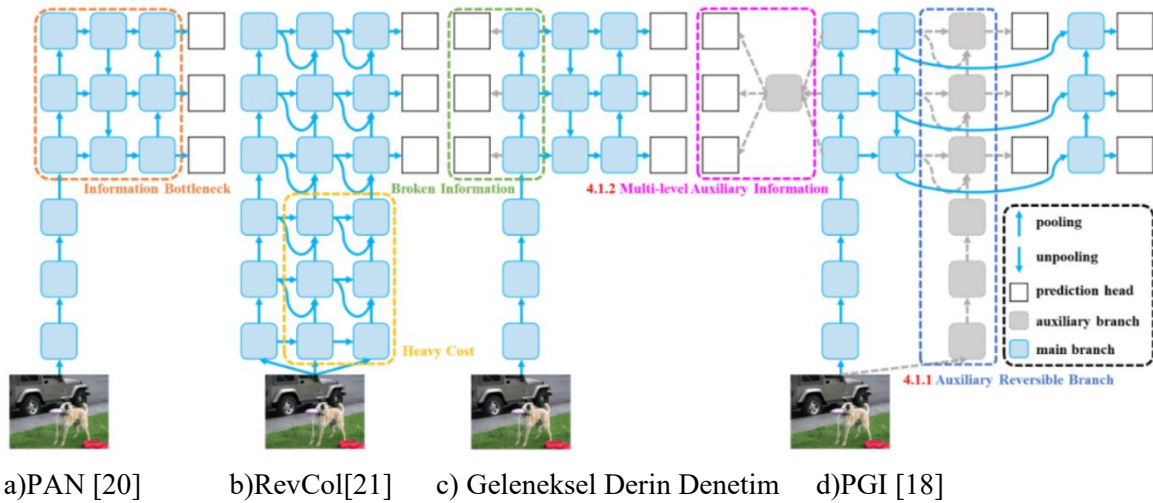 Information Bottleneck
Broken Information
4.1.2 Multi-level Auxiliary Information
Heavy Cost
pooling
unpooling
prediction head
auxiliary branch
main branch
4.1.1 Auxiliary Reversible Branch
a)PAN [20] b)RevCol[21] c) Geleneksel Derin Denetim d)PGI [18]